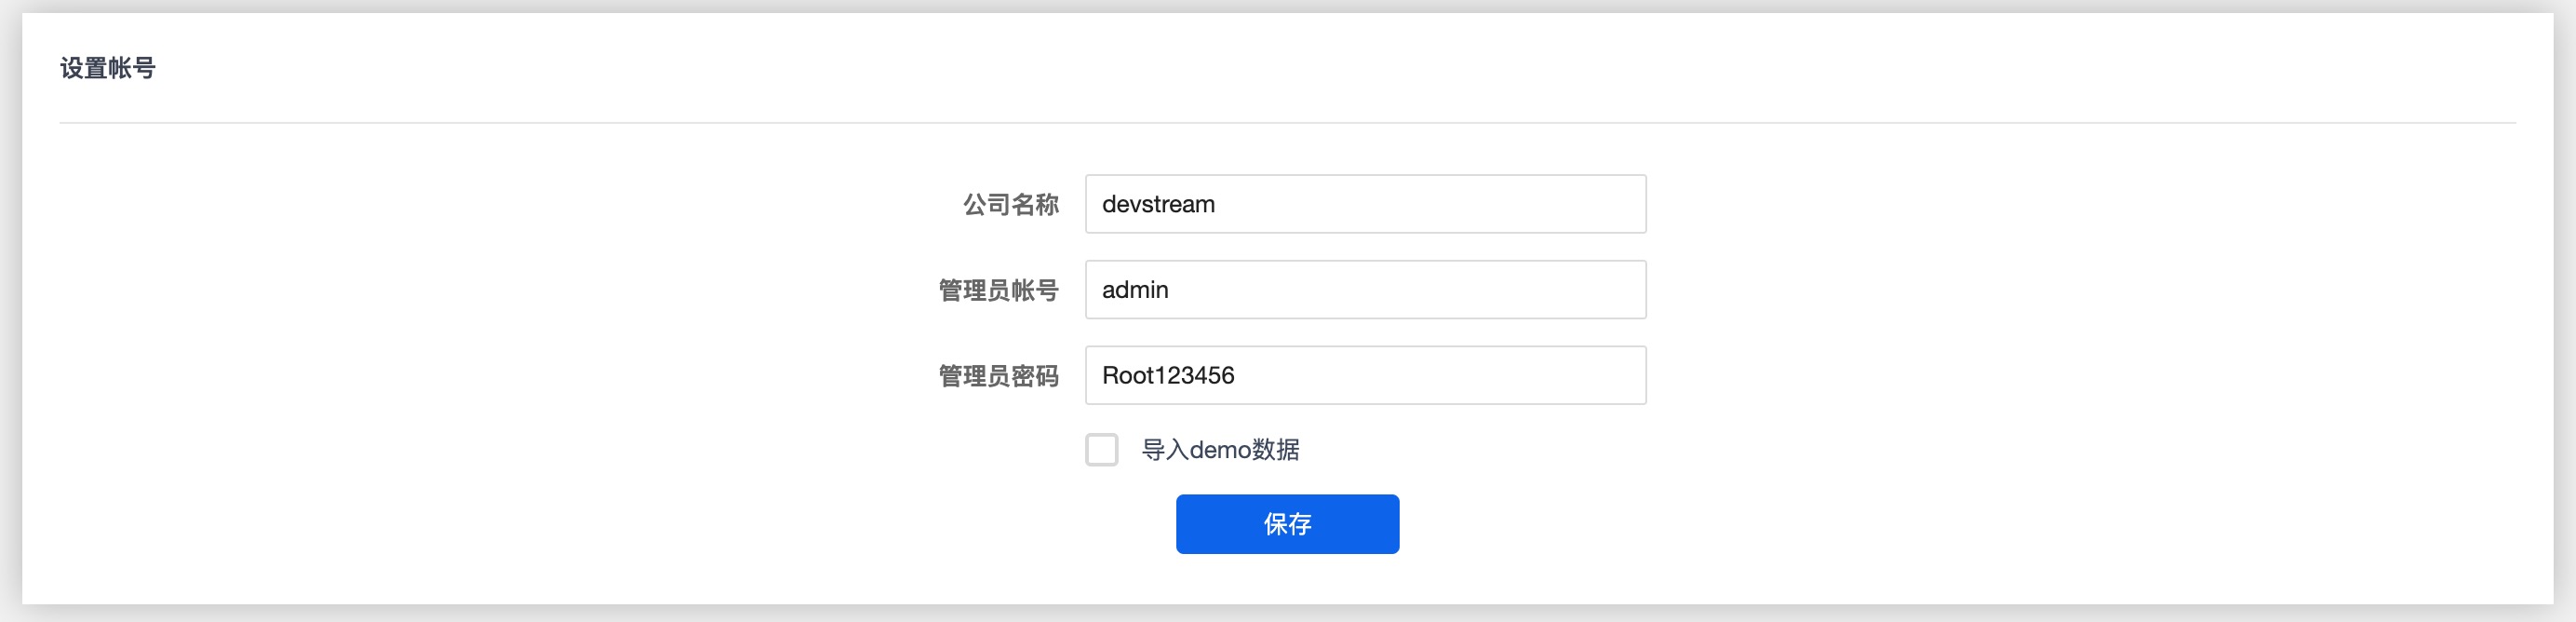 设置帐号
公司名称 devstream
管理员帐号 admin
管理员密码 Root123456
导入demo数据
保存